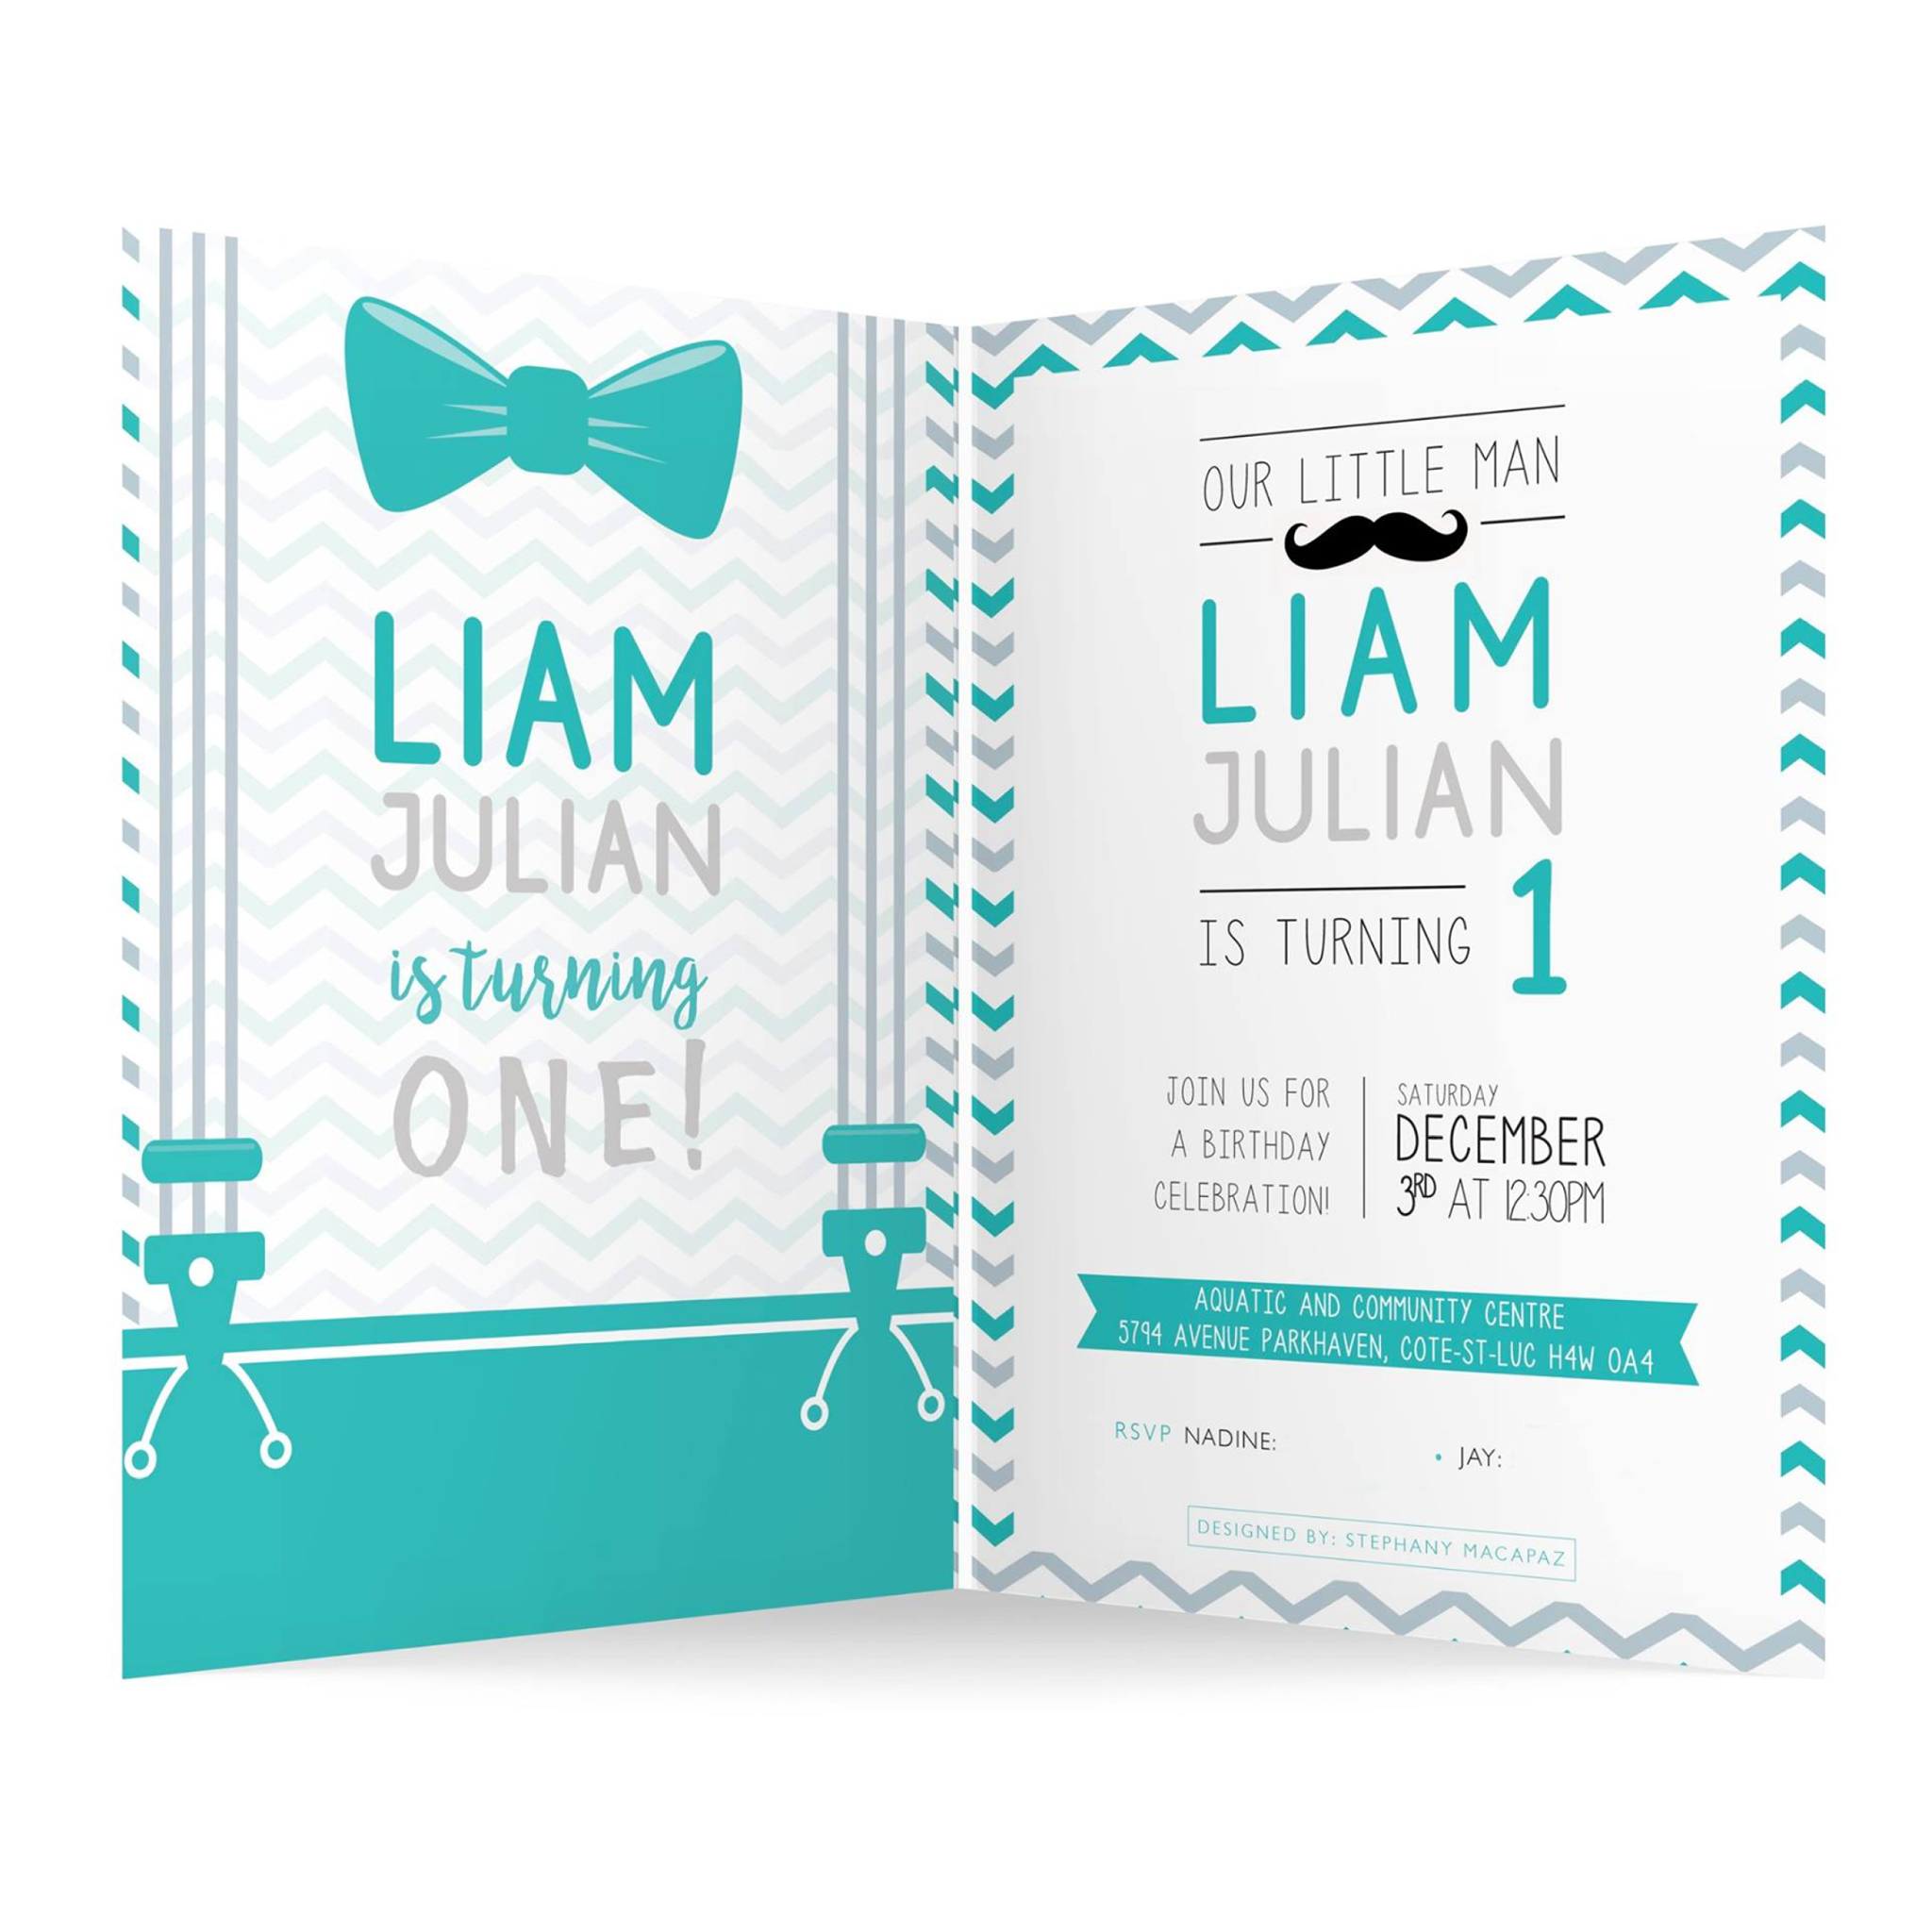 LIAM
JULIAN
is turning
ONE!
OUR LITTLE MAN
LIAM
JULIAN
IS TURNING 1
JOIN US FOR
A BIRTHDAY
CELEBRATION!
SATURDAY
DECEMBER
3RD AT 12:30PM
AQUATIC AND COMMUNITY CENTRE
5794 AVENUE PARKHAVEN, COTE-ST-LUC H4W 0A4
RSVP NADINE: • JAY:
DESIGNED BY: STEPHANY MACAPAZ